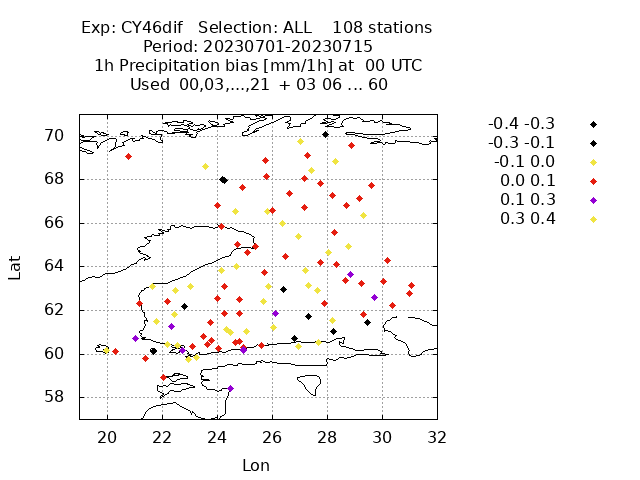 Exp: CY46dif   Selection: ALL    108 stations
Period: 20230701-20230715
1h Precipitation bias [mm/1h] at  00 UTC
Used  00,03,...,21  + 03 06 ... 60
-0.4 -0.3
-0.3 -0.1
-0.1 0.0
0.0 0.1
0.1 0.3
0.3 0.4
70
68
66
64
62
60
58
Lat
20 22 24 26 28 30 32
Lon